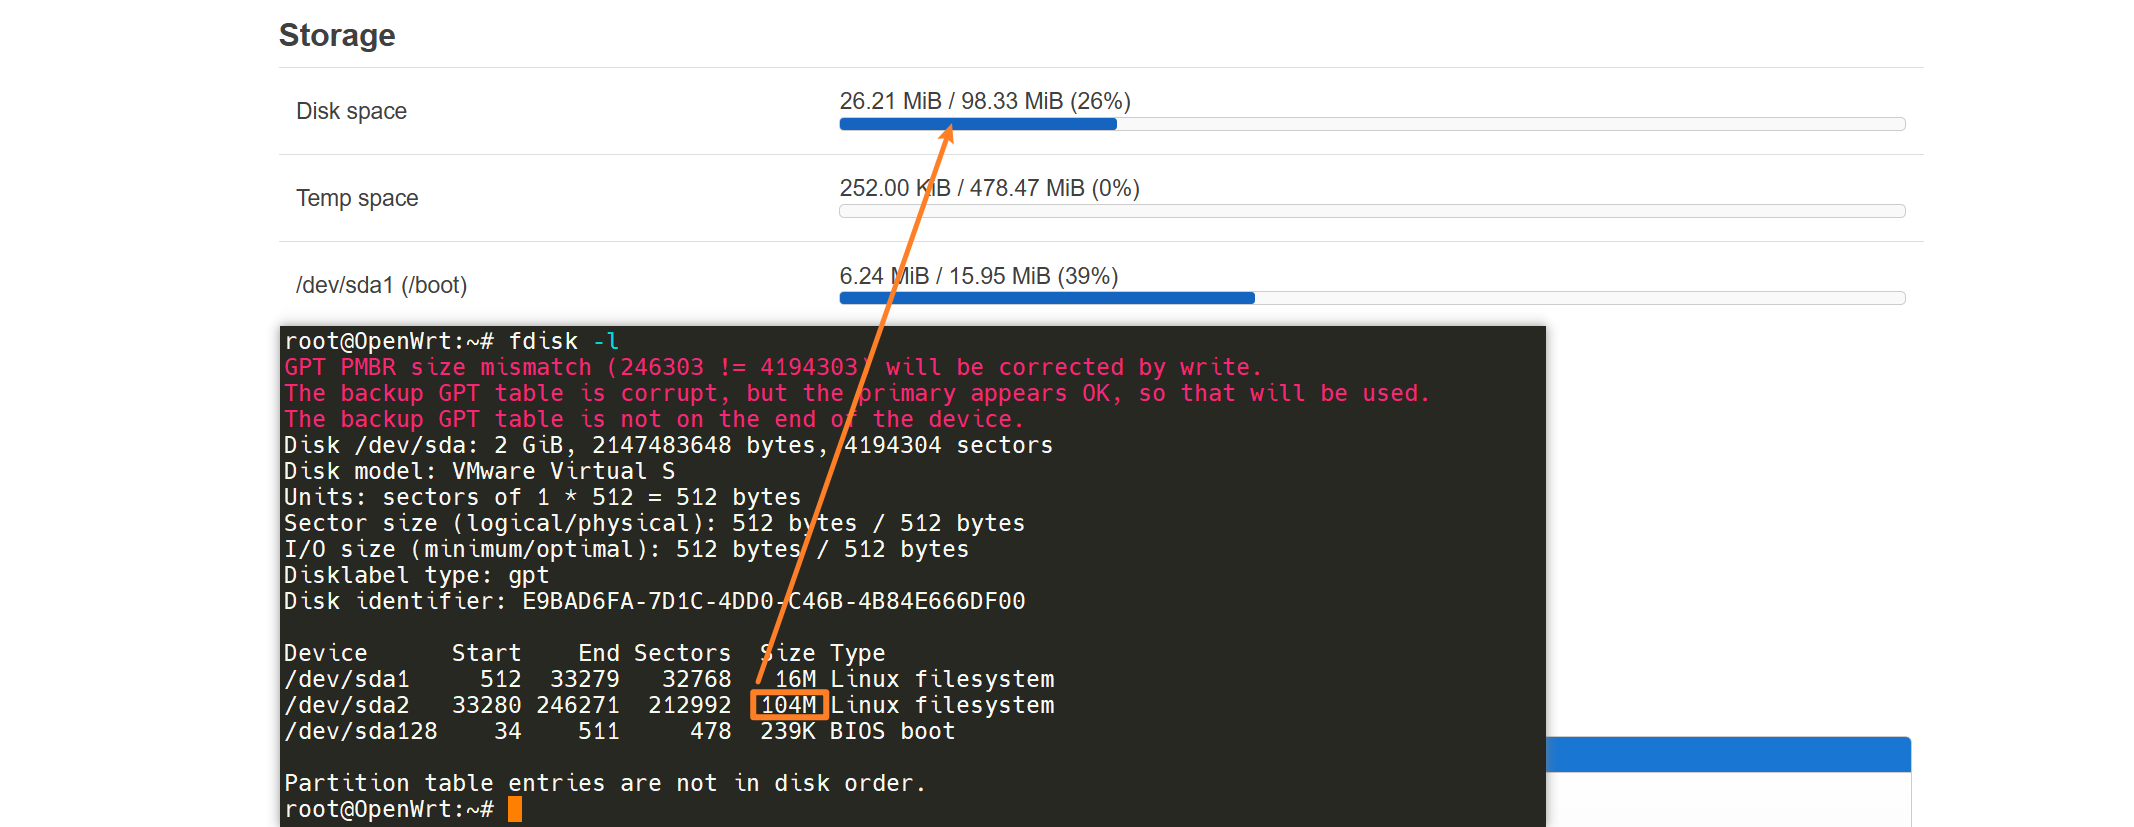 Storage
Disk space
26.21 MiB / 98.33 MiB (26%)
Temp space
252.00 KiB / 478.47 MiB (0%)
/dev/sda1 (/boot)
6.24 MiB / 15.95 MiB (39%)
root@OpenWrt:~# fdisk -l
GPT PMBR size mismatch (246303 != 4194303) will be corrected by write.
The backup GPT table is corrupt, but the primary appears OK, so that will be used.
The backup GPT table is not on the end of the device.
Disk /dev/sda: 2 GiB, 2147483648 bytes, 4194304 sectors
Disk model: VMware Virtual S
Units: sectors of 1 * 512 = 512 bytes
Sector size (logical/physical): 512 bytes / 512 bytes
I/O size (minimum/optimal): 512 bytes / 512 bytes
Disklabel type: gpt
Disk identifier: E9BAD6FA-7D1C-4DD0-C46B-4B84E666DF00
Device      Start    End Sectors  Size Type
/dev/sda1     512  33279   32768   16M Linux filesystem
/dev/sda2   33280 246271  212992  104M Linux filesystem
/dev/sda128    34    511     478  239K BIOS boot
Partition table entries are not in disk order.
root@OpenWrt:~#